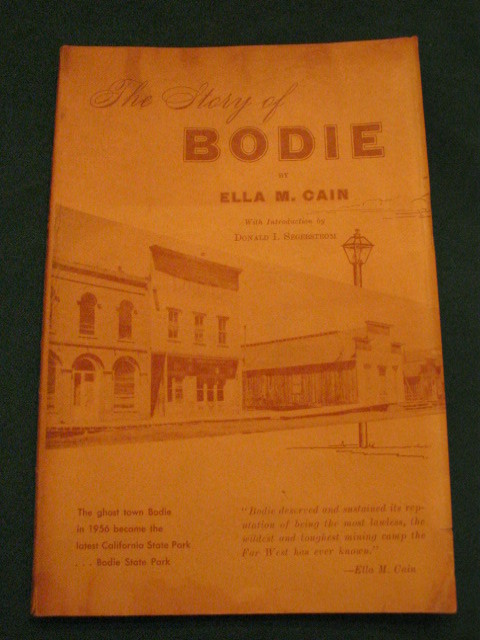 The Story of
BODIE
BY
ELLA M. CAIN
With Introduction by
DONALD I. SEGERSTROM
The ghost town Bodie
in 1956 became the
latest California State Park
. . . Bodie State Park
"Bodie deserved and sustained its rep-
utation of being the most lawless, the
wildest and toughest mining camp the
Far West has ever known."
—Ella M. Cain